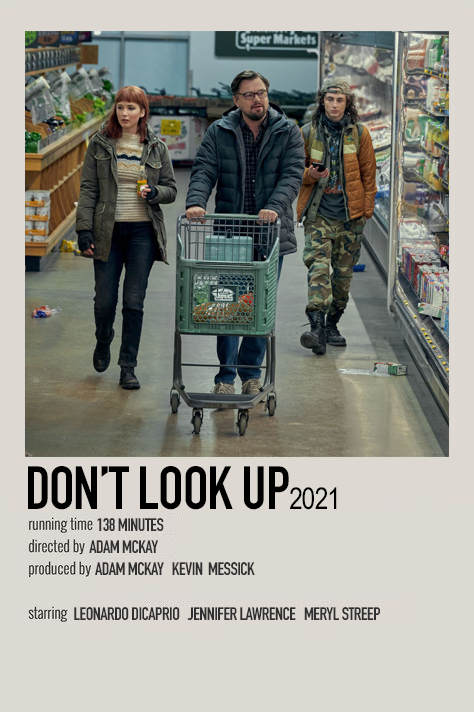 Super Markets
DON'T LOOK UP 2021
running time 138 MINUTES
directed by ADAM MCKAY
produced by ADAM MCKAY KEVIN MESSICK
starring LEONARDO DICAPRIO JENNIFER LAWRENCE MERYL STREEP